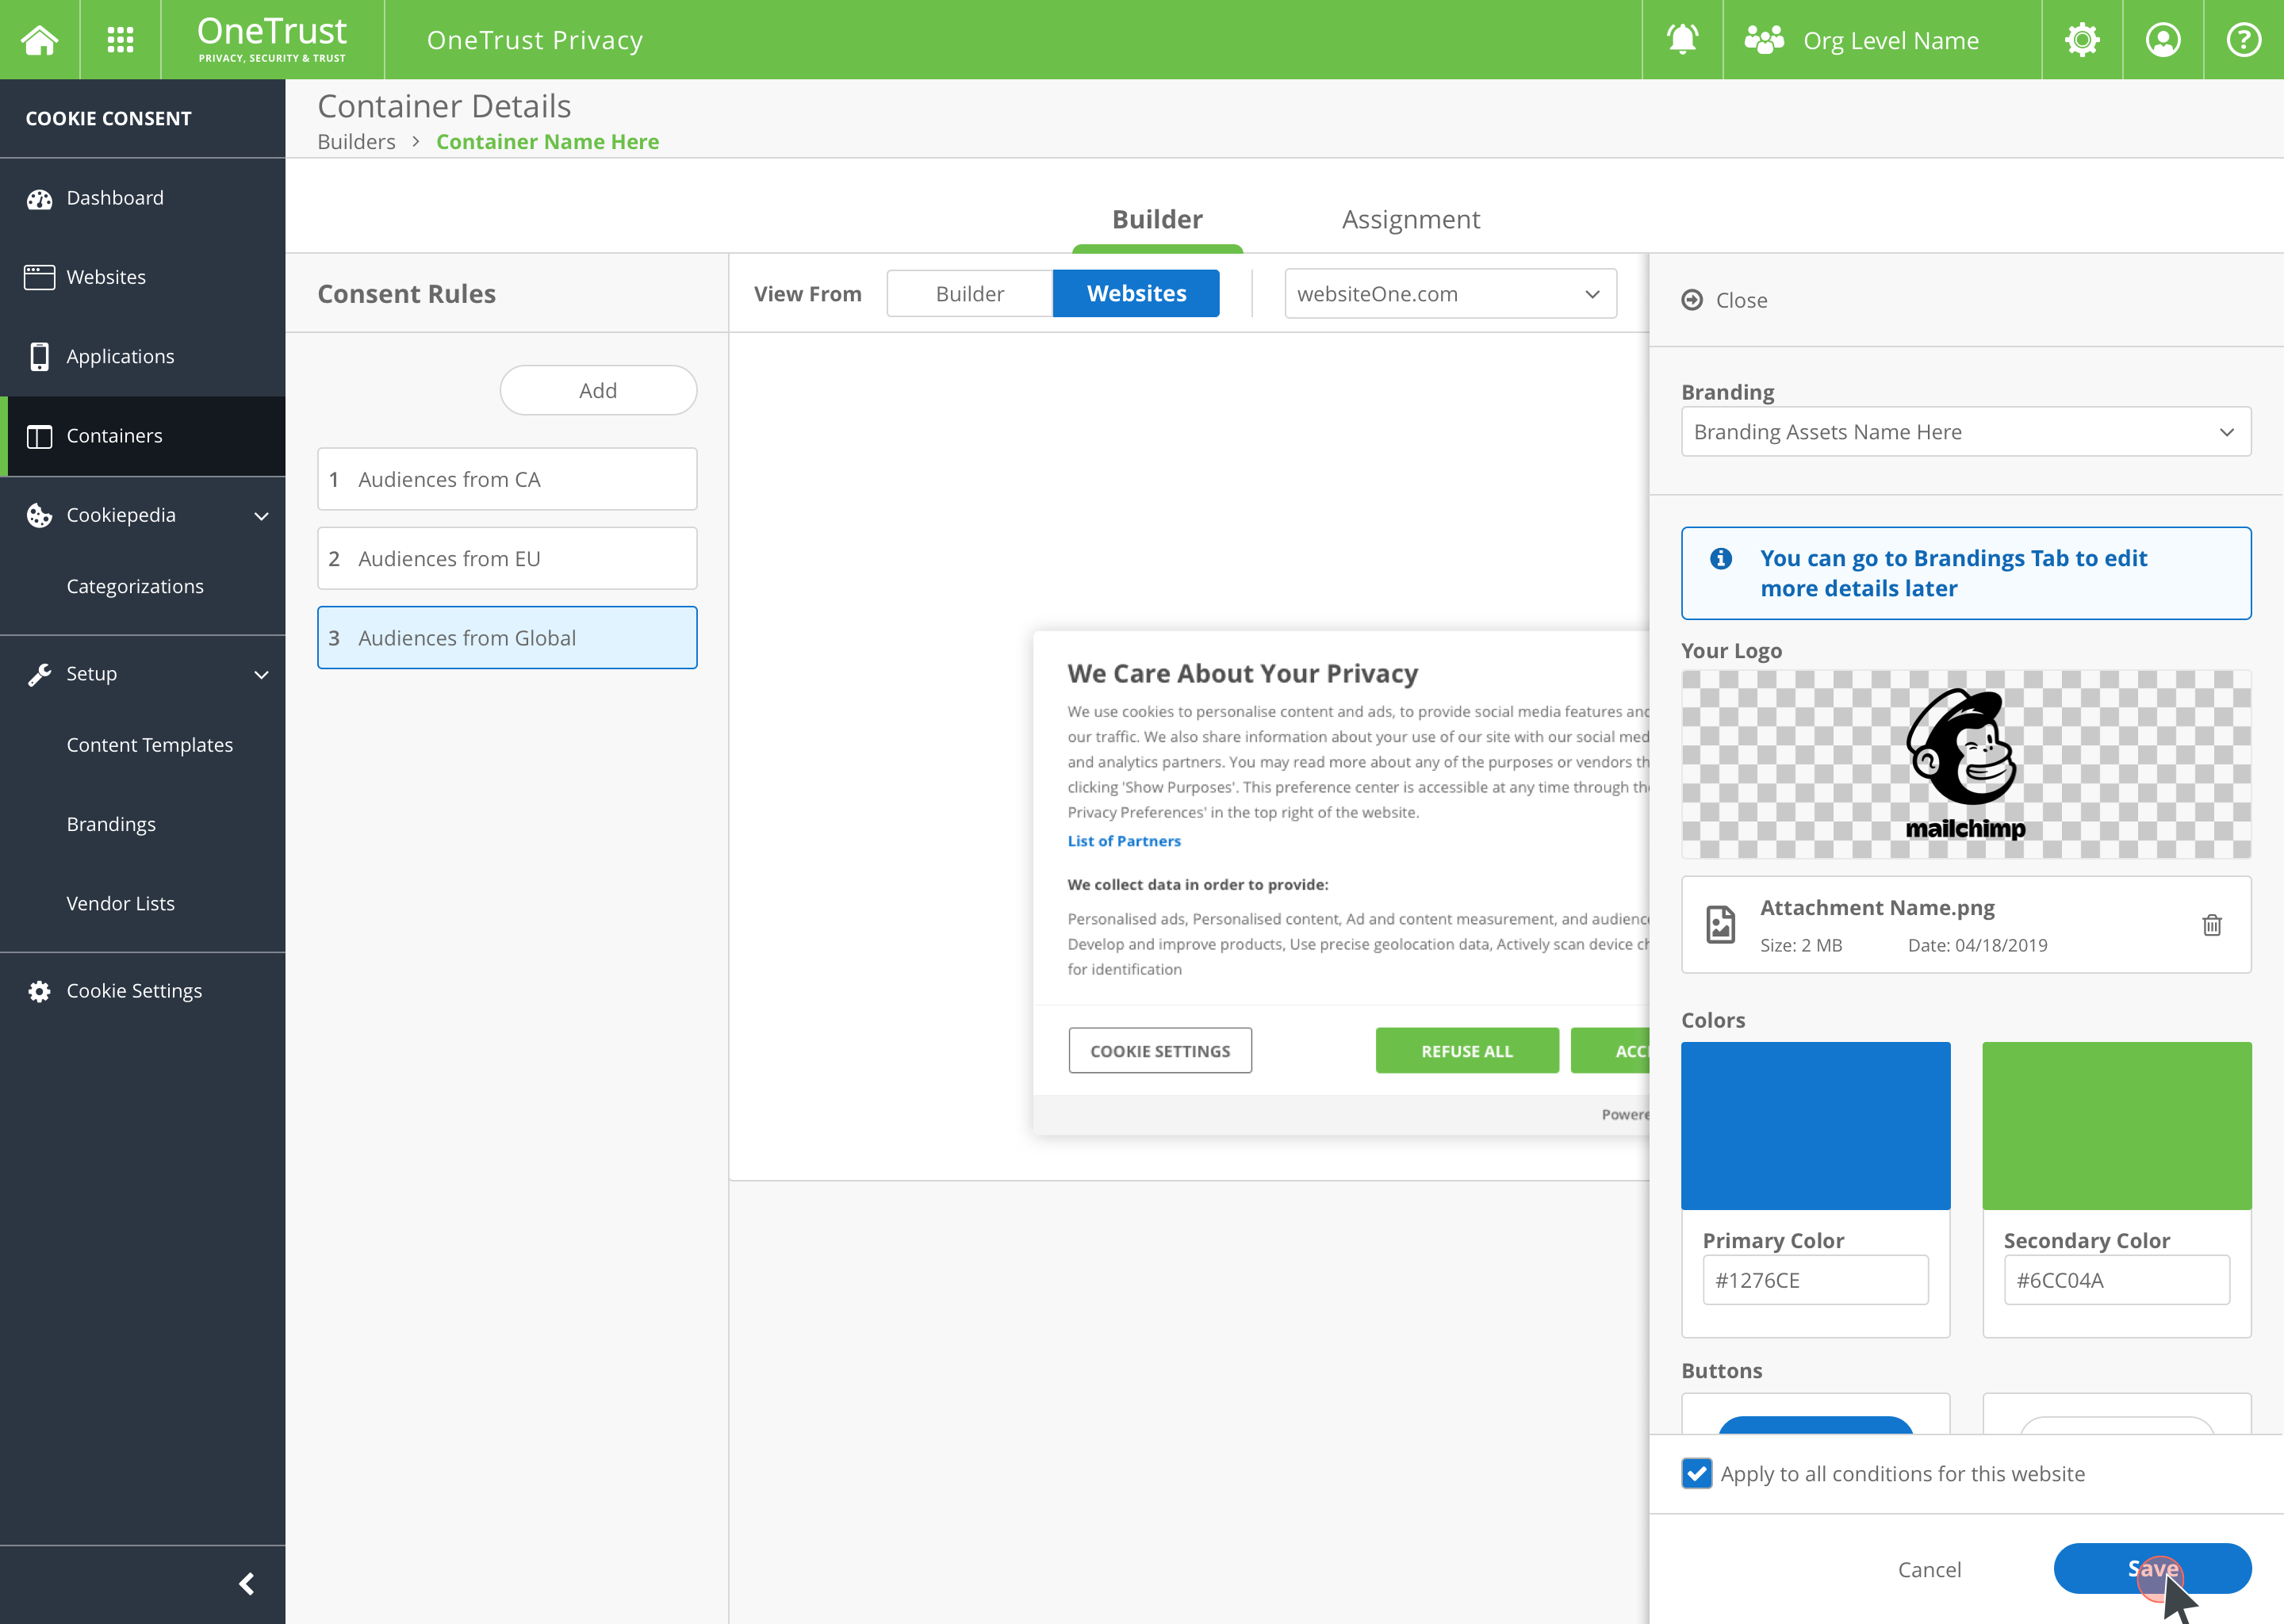 OneTrust
PRIVACY, SECURITY & TRUST
OneTrust Privacy
Org Level Name
COOKIE CONSENT
Dashboard
Websites
Applications
Containers
Cookiepedia
Categorizations
Setup
Content Templates
Brandings
Vendor Lists
Cookie Settings
Container Details
Builders > Container Name Here
Builder
Assignment
Consent Rules
Add
1 Audiences from CA
2 Audiences from EU
3 Audiences from Global
View From
Builder
Websites
websiteOne.com
We Care About Your Privacy
We use cookies to personalise content and ads, to provide social media features and
our traffic. We also share information about your use of our site with our social med
and analytics partners. You may read more about any of the purposes or vendors th
clicking 'Show Purposes'. This preference center is accessible at any time through the
Privacy Preferences' in the top right of the website.
List of Partners
We collect data in order to provide:
Personalised ads, Personalised content, Ad and content measurement, and audience
Develop and improve products, Use precise geolocation data, Actively scan device ch
for identification
COOKIE SETTINGS
REFUSE ALL
ACC
Powere
Close
Branding
Branding Assets Name Here
You can go to Brandings Tab to edit
more details later
Your Logo
mailchimp
Attachment Name.png
Size: 2 MB Date: 04/18/2019
Colors
Primary Color
#1276CE
Secondary Color
#6CC04A
Buttons
Apply to all conditions for this website
Cancel
Save